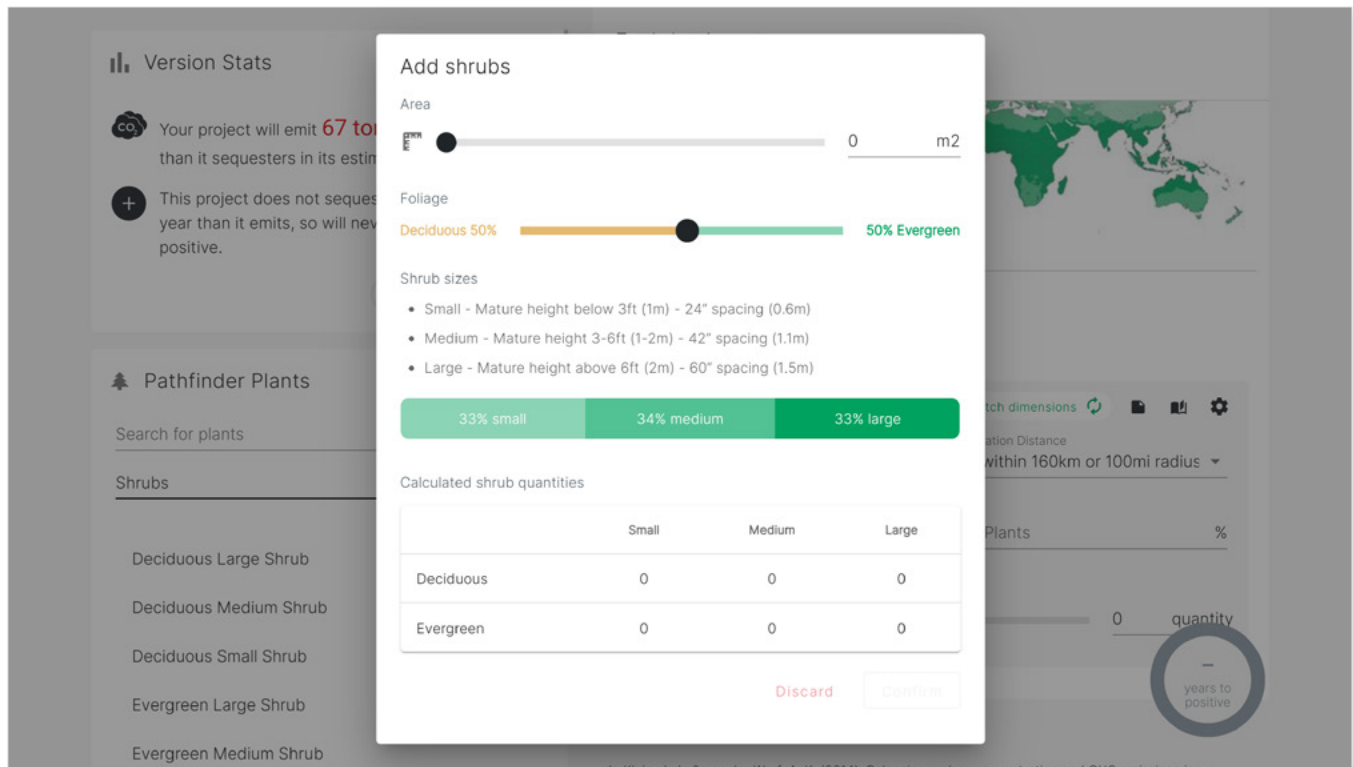 Version Stats
CO2
Your project will emit 67
than it sequesters in its
This project does not
year than it emits, so will
positive.
Pathfinder Plants
Search for plants
Shrubs
Deciduous Large Shrub
Deciduous Medium Shrub
Deciduous Small Shrub
Evergreen Large Shrub
Evergreen Medium Shrub
Add shrubs
Area
0 m2
Foliage
Deciduous 50% 50% Evergreen
Shrub sizes
• Small - Mature height below 3ft (1m) - 24” spacing (0.6m)
• Medium - Mature height 3-6ft (1-2m) - 42” spacing (1.1m)
• Large - Mature height above 6ft (2m) - 60” spacing (1.5m)
33% small 34% medium 33% large
Calculated shrub quantities
Small Medium Large
Deciduous 0 0 0
Evergreen 0 0 0
Discard Confirm
dimensions
Distance
within 160km or 100mi radius
Plants %
0 quantity
–
years to
positive